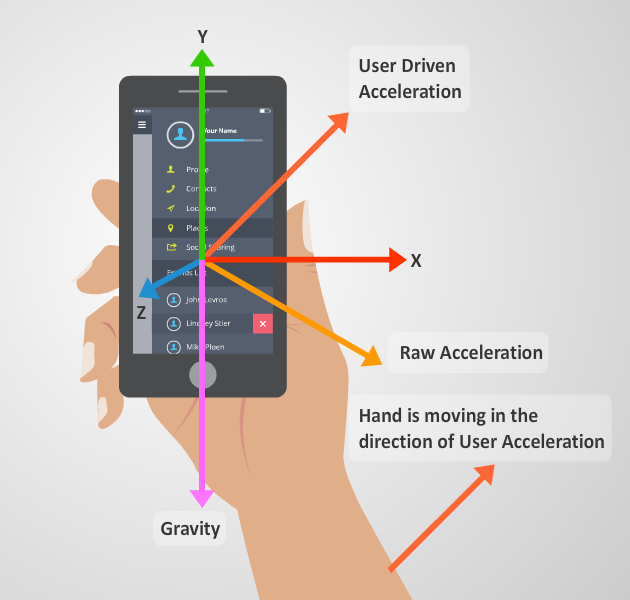 Y
User Driven
Acceleration
Your Name
Profile
Contacts
Location
Places
Social Sharing
X
Friends List
Z
John Levroe
Lindsey Stier
Raw Acceleration
Mike Ploen
Hand is moving in the
direction of User Acceleration
Gravity